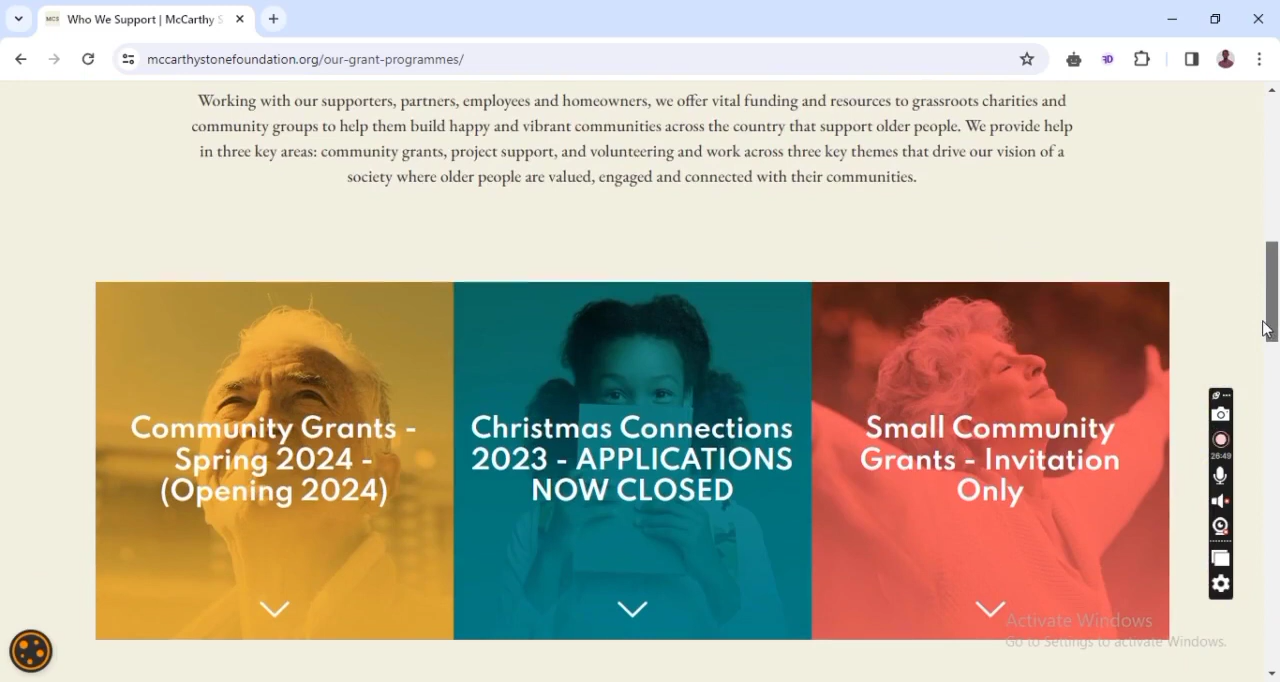 MCS
Who We Support | McCarthy S
mccarthystonefoundation.org/our-grant-programmes/
Working with our supporters, partners, employees and homeowners, we offer vital funding and resources to grassroots charities and
community groups to help them build happy and vibrant communities across the country that support older people. We provide help
in three key areas: community grants, project support, and volunteering and work across three key themes that drive our vision of a
society where older people are valued, engaged and connected with their communities.
Community Grants -
Spring 2024 -
(Opening 2024)
Christmas Connections
2023 - APPLICATIONS
NOW CLOSED
Small Community
Grants - Invitation
Only
26:49
Activate Windows
Go to Settings to activate Windows.